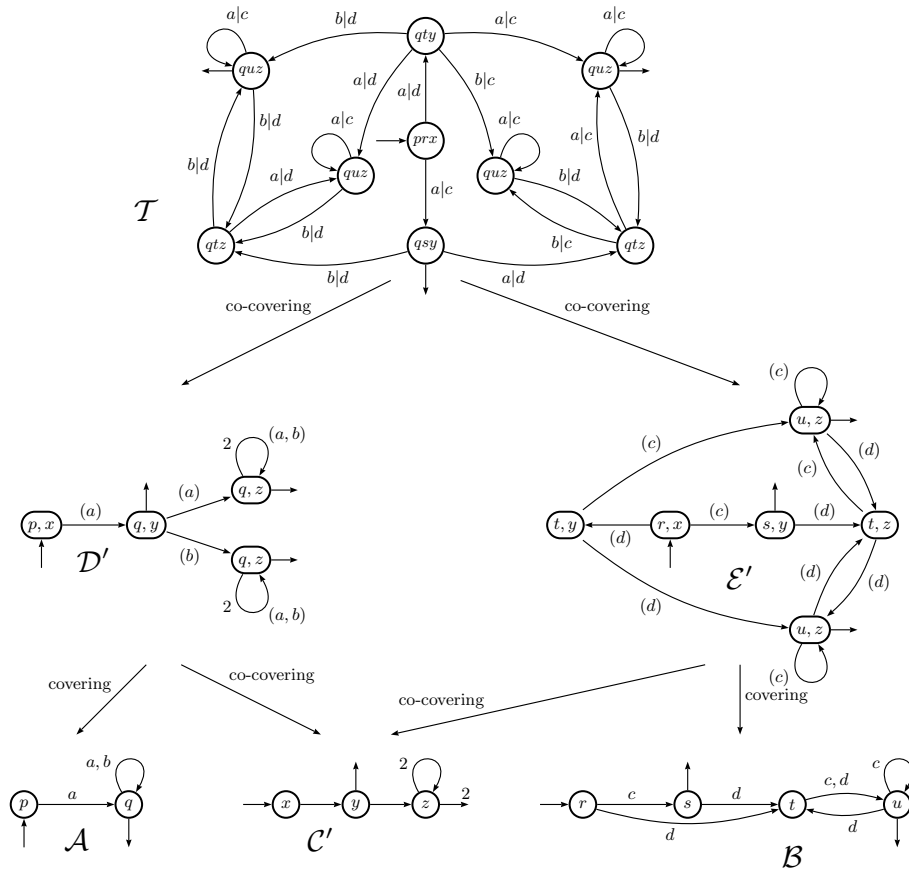 a|c
b|d
qty
a|c
a|c
quz
quz
a|d
a|d
b|c
b|d
a|c
prx
a|c
a|c
b|d
b|d
a|d
quz
quz
b|d
a|c
T
qtz
b|d
qsy
b|c
qtz
b|d
a|d
co-covering
co-covering
(c)
(a, b)
u, z
2
(d)
(c)
(c)
q, z
(a)
p, x
(a)
q, y
t, y
r, x
(c)
s, y
(d)
t, z
(b)
(d)
D′
q, z
E′
(d)
(d)
(d)
2
(a, b)
u, z
covering
co-covering
co-covering
(c)
covering
a, b
2
c
p
a
q
x
y
z
2
r
c
s
d
t
c, d
u
d
d
A
C′
B